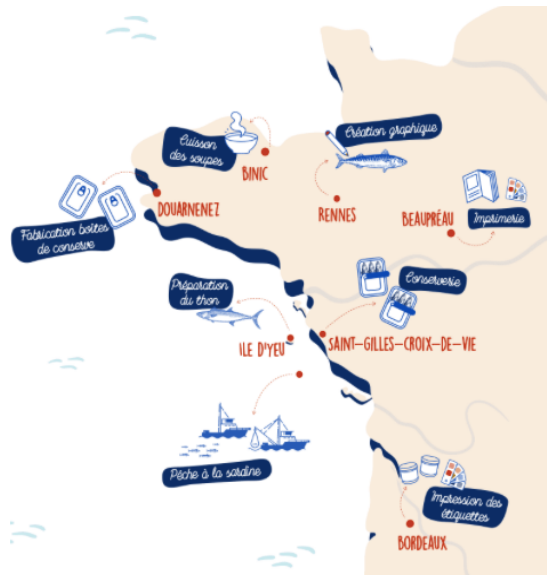 Création graphique
Cuisson
des soupes
BINIC
DOUARNENEZ
RENNES
BEAUPRÉAU
Imprimerie
Fabrication boîtes
de conserve
Préparation
du thon
Conserverie
ILE D'YEU
SAINT-GILLES-CROIX-DE-VIE
Pêche à la sardine
Impression des
étiquettes
BORDEAUX